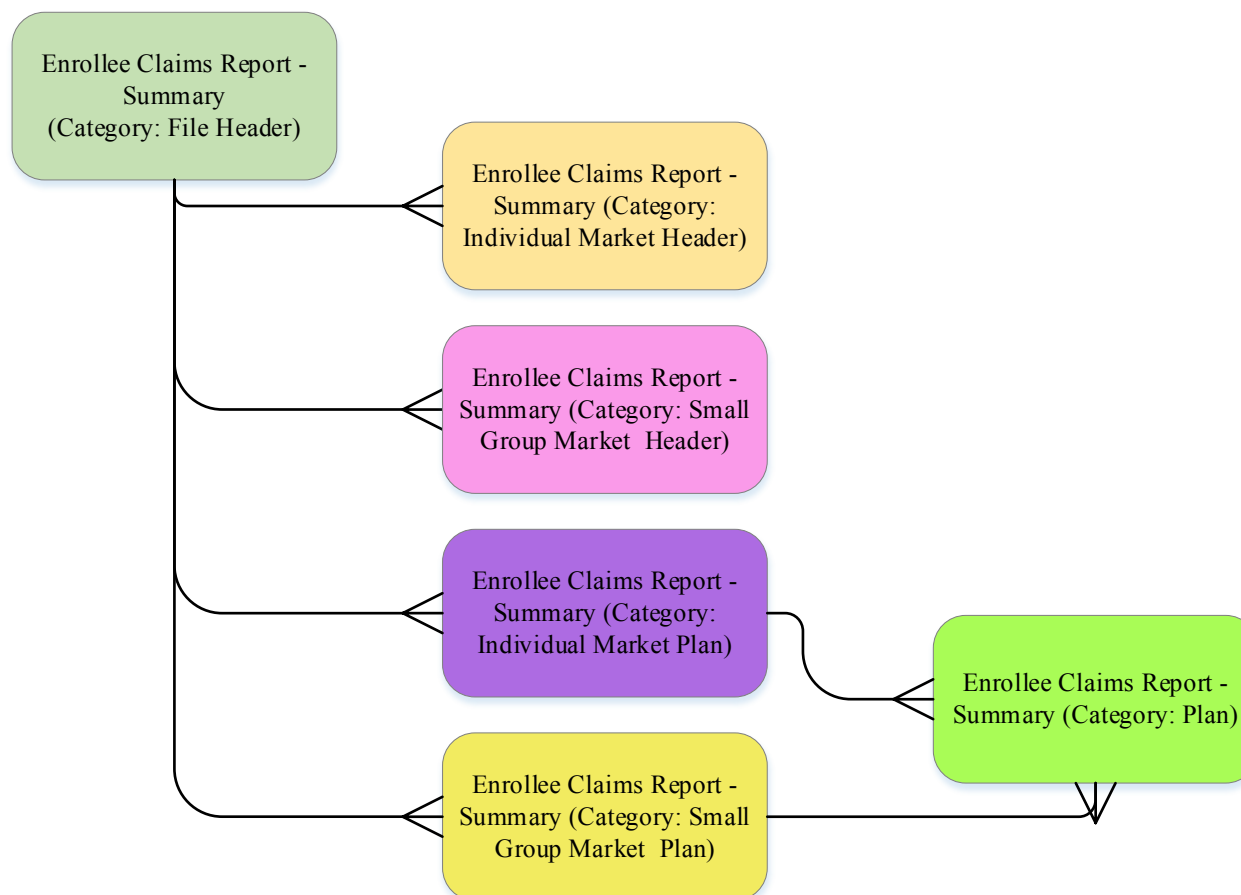 Enrollee Claims Report -
Summary
(Category: File Header)
Enrollee Claims Report -
Summary (Category:
Individual Market Header)
Enrollee Claims Report -
Summary (Category: Small
Group Market  Header)
Enrollee Claims Report -
Summary (Category:
Individual Market Plan)
Enrollee Claims Report -
Summary (Category: Plan)
Enrollee Claims Report -
Summary (Category: Small
Group Market  Plan)